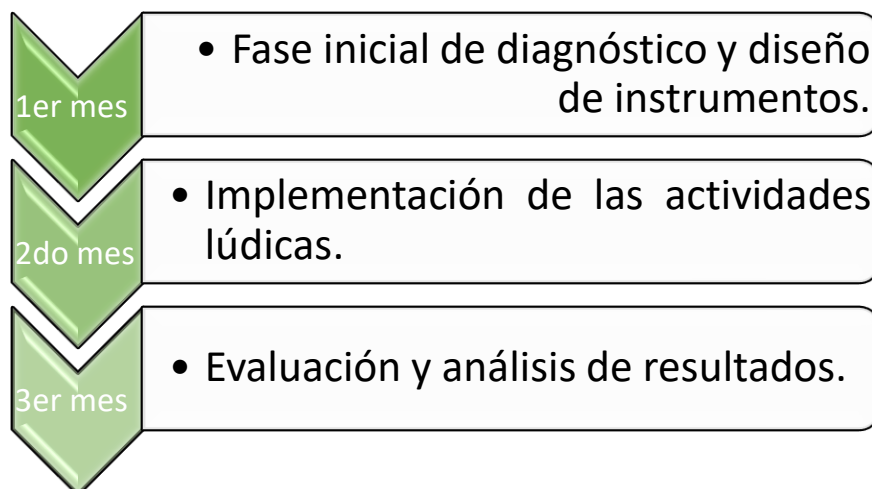 1er mes
• Fase inicial de diagnóstico y diseño
de instrumentos.
2do mes
• Implementación de las actividades
lúdicas.
3er mes
• Evaluación y análisis de resultados.